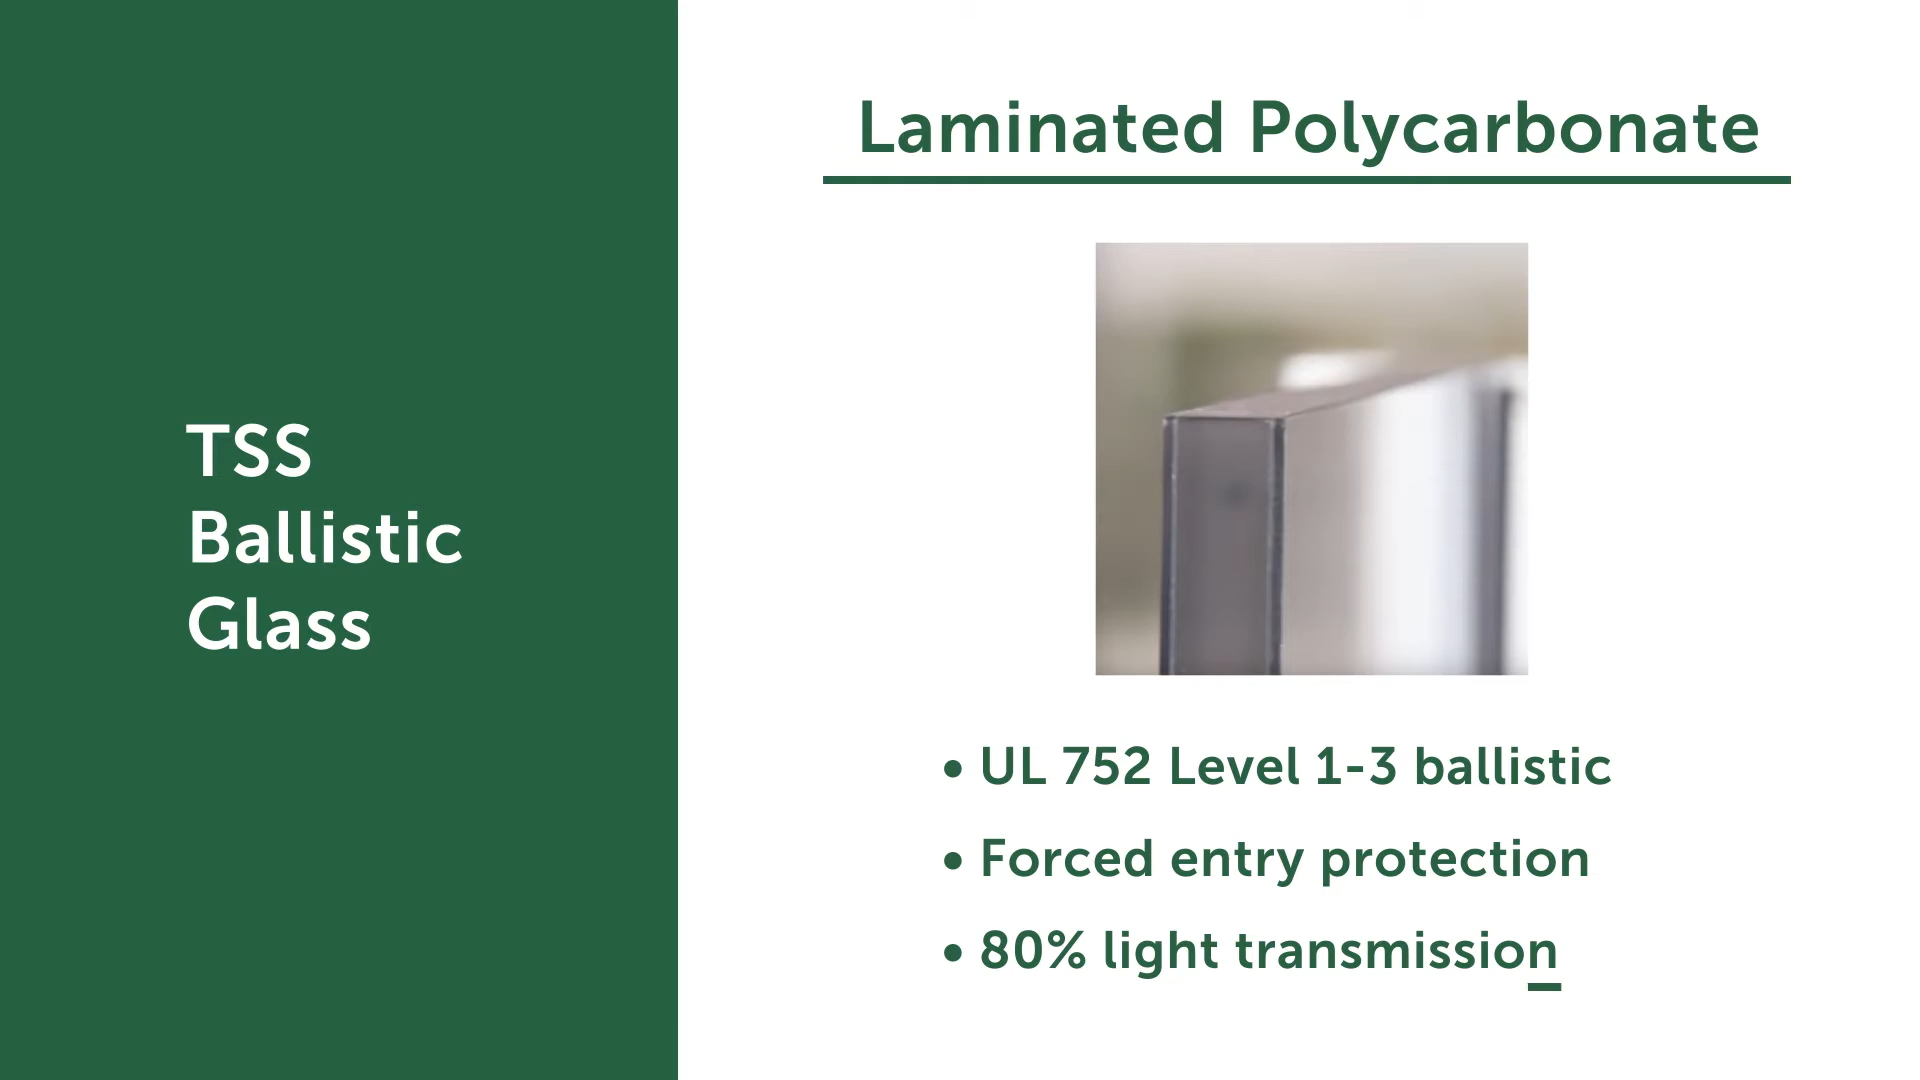 TSS
Ballistic
Glass
Laminated Polycarbonate
• UL 752 Level 1-3 ballistic
• Forced entry protection
• 80% light transmission